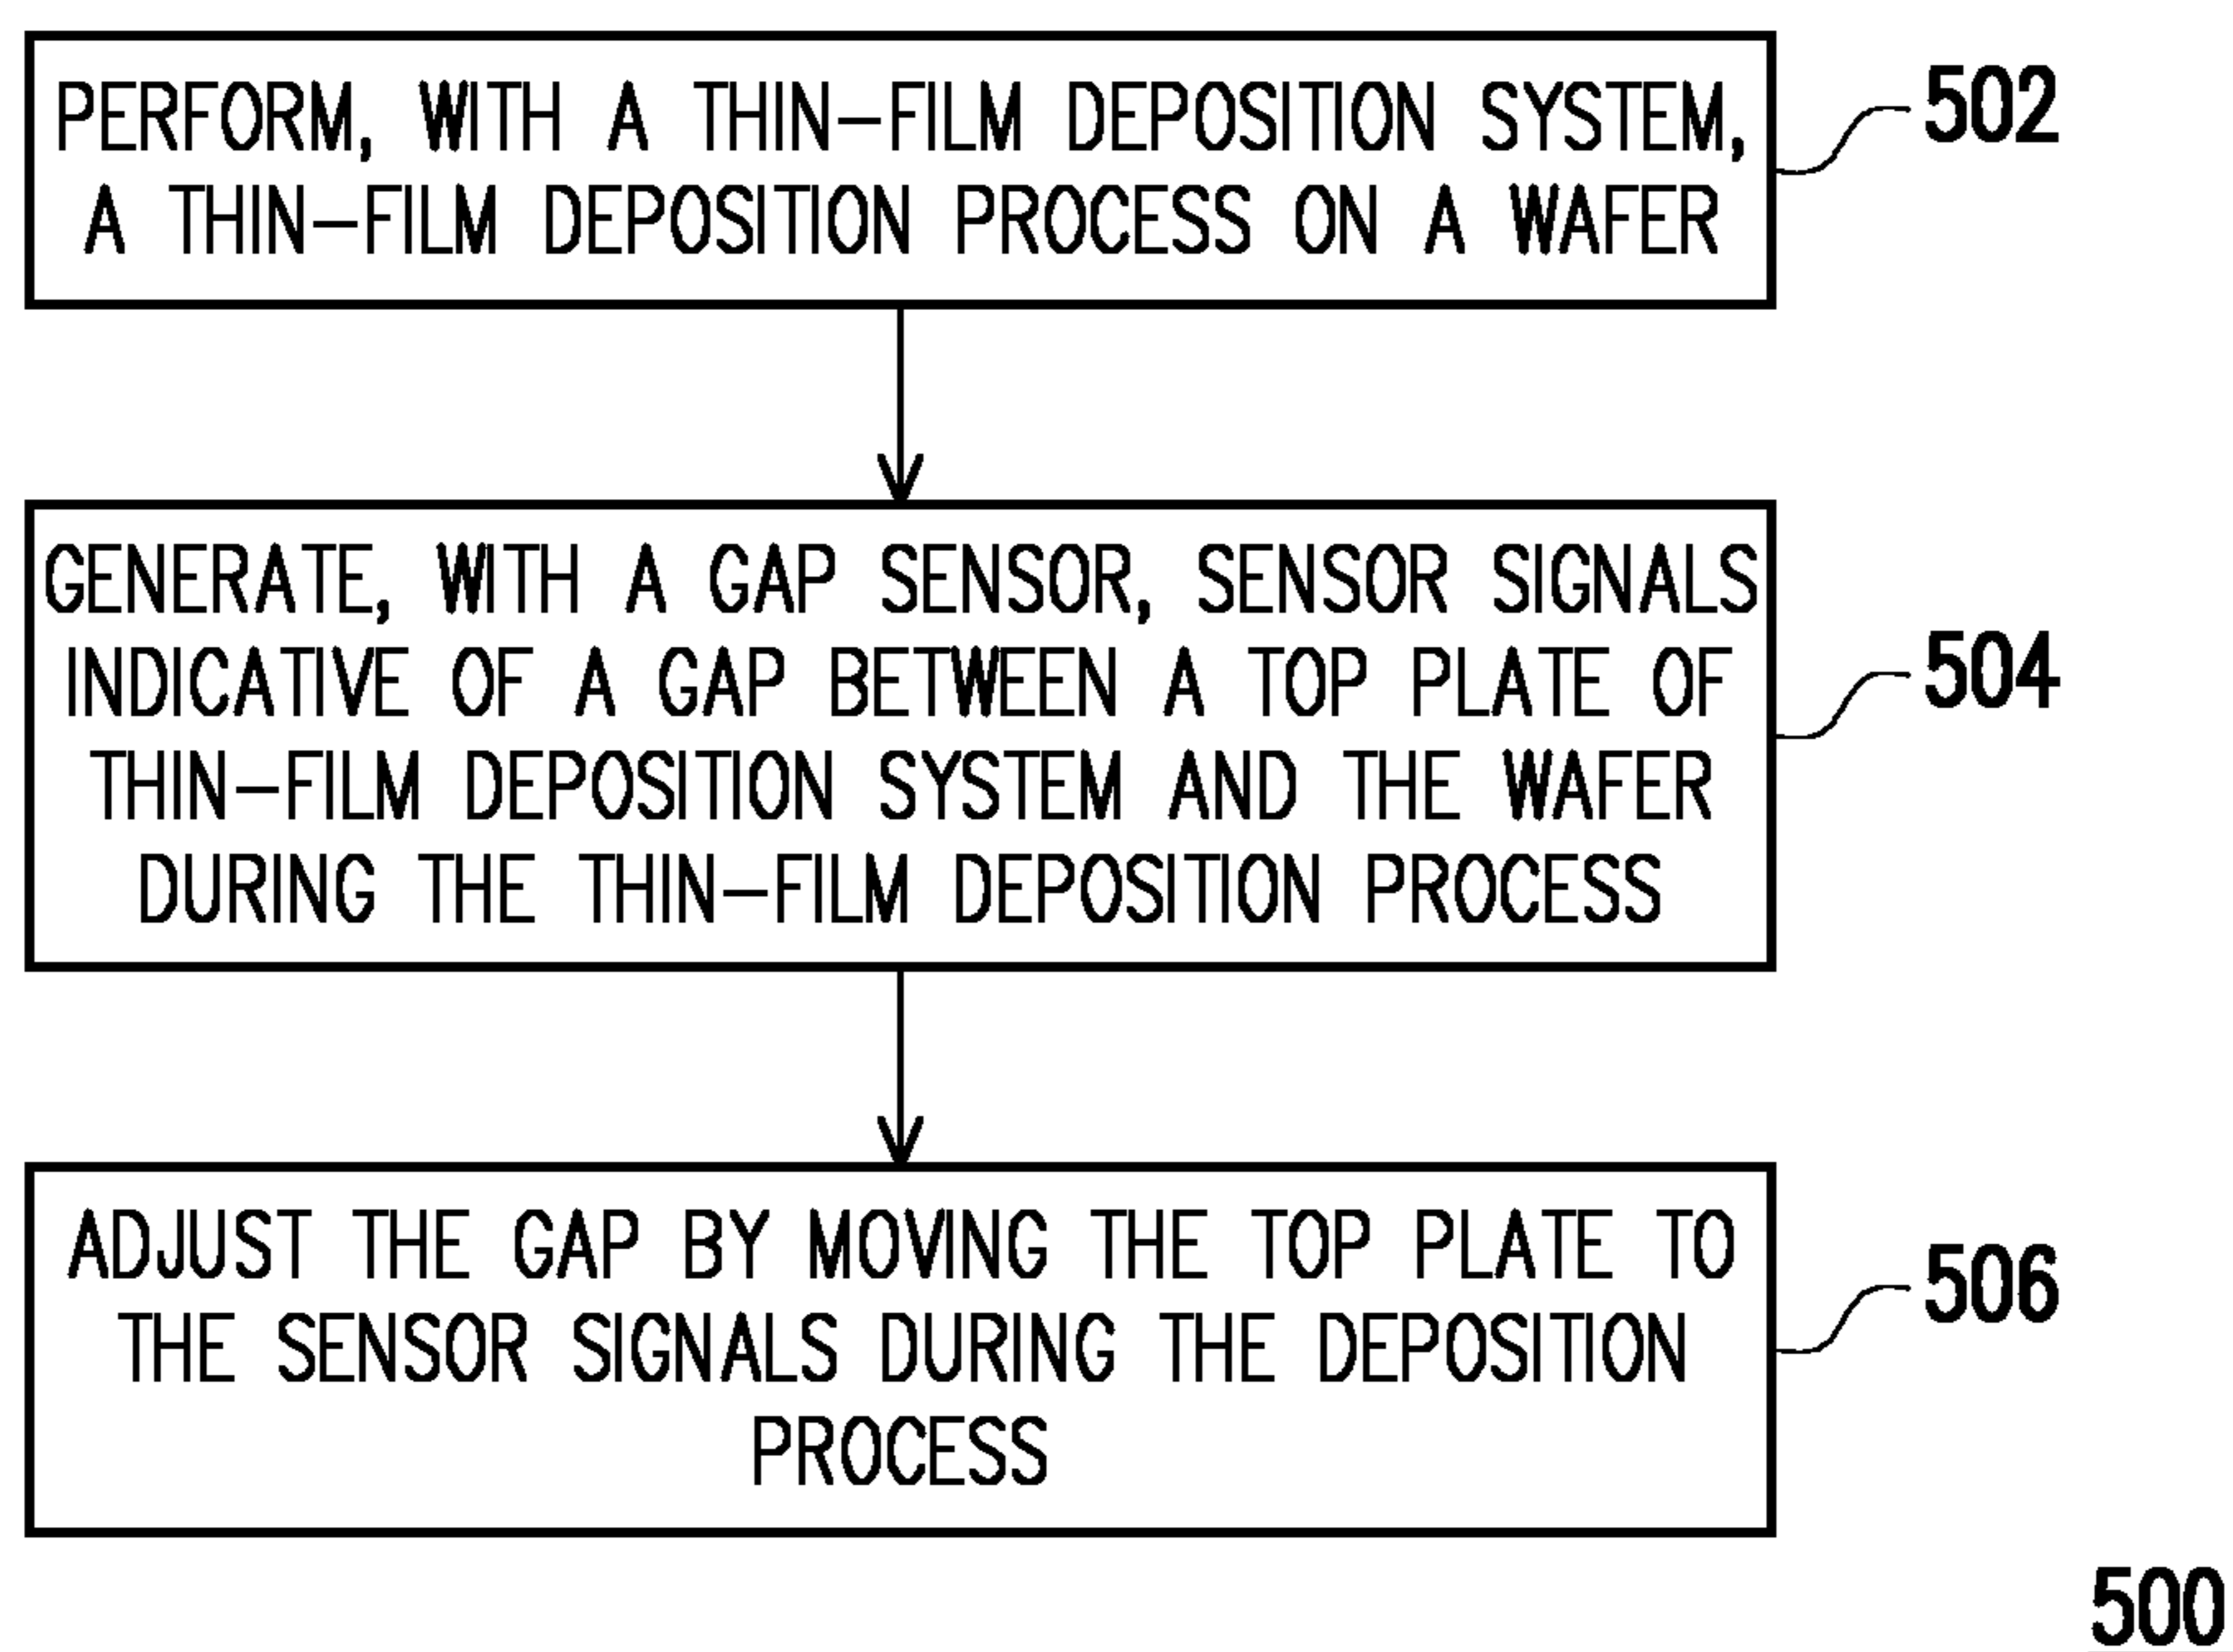 PERFORM, WITH A THIN-FILM DEPOSITION SYSTEM,
A THIN-FILM DEPOSITION PROCESS ON A WAFER
502
GENERATE, WITH A GAP SENSOR, SENSOR SIGNALS
INDICATIVE OF A GAP BETWEEN A TOP PLATE OF
THIN-FILM DEPOSITION SYSTEM AND THE WAFER
DURING THE THIN-FILM DEPOSITION PROCESS
504
ADJUST THE GAP BY MOVING THE TOP PLATE TO
THE SENSOR SIGNALS DURING THE DEPOSITION
PROCESS
506
500